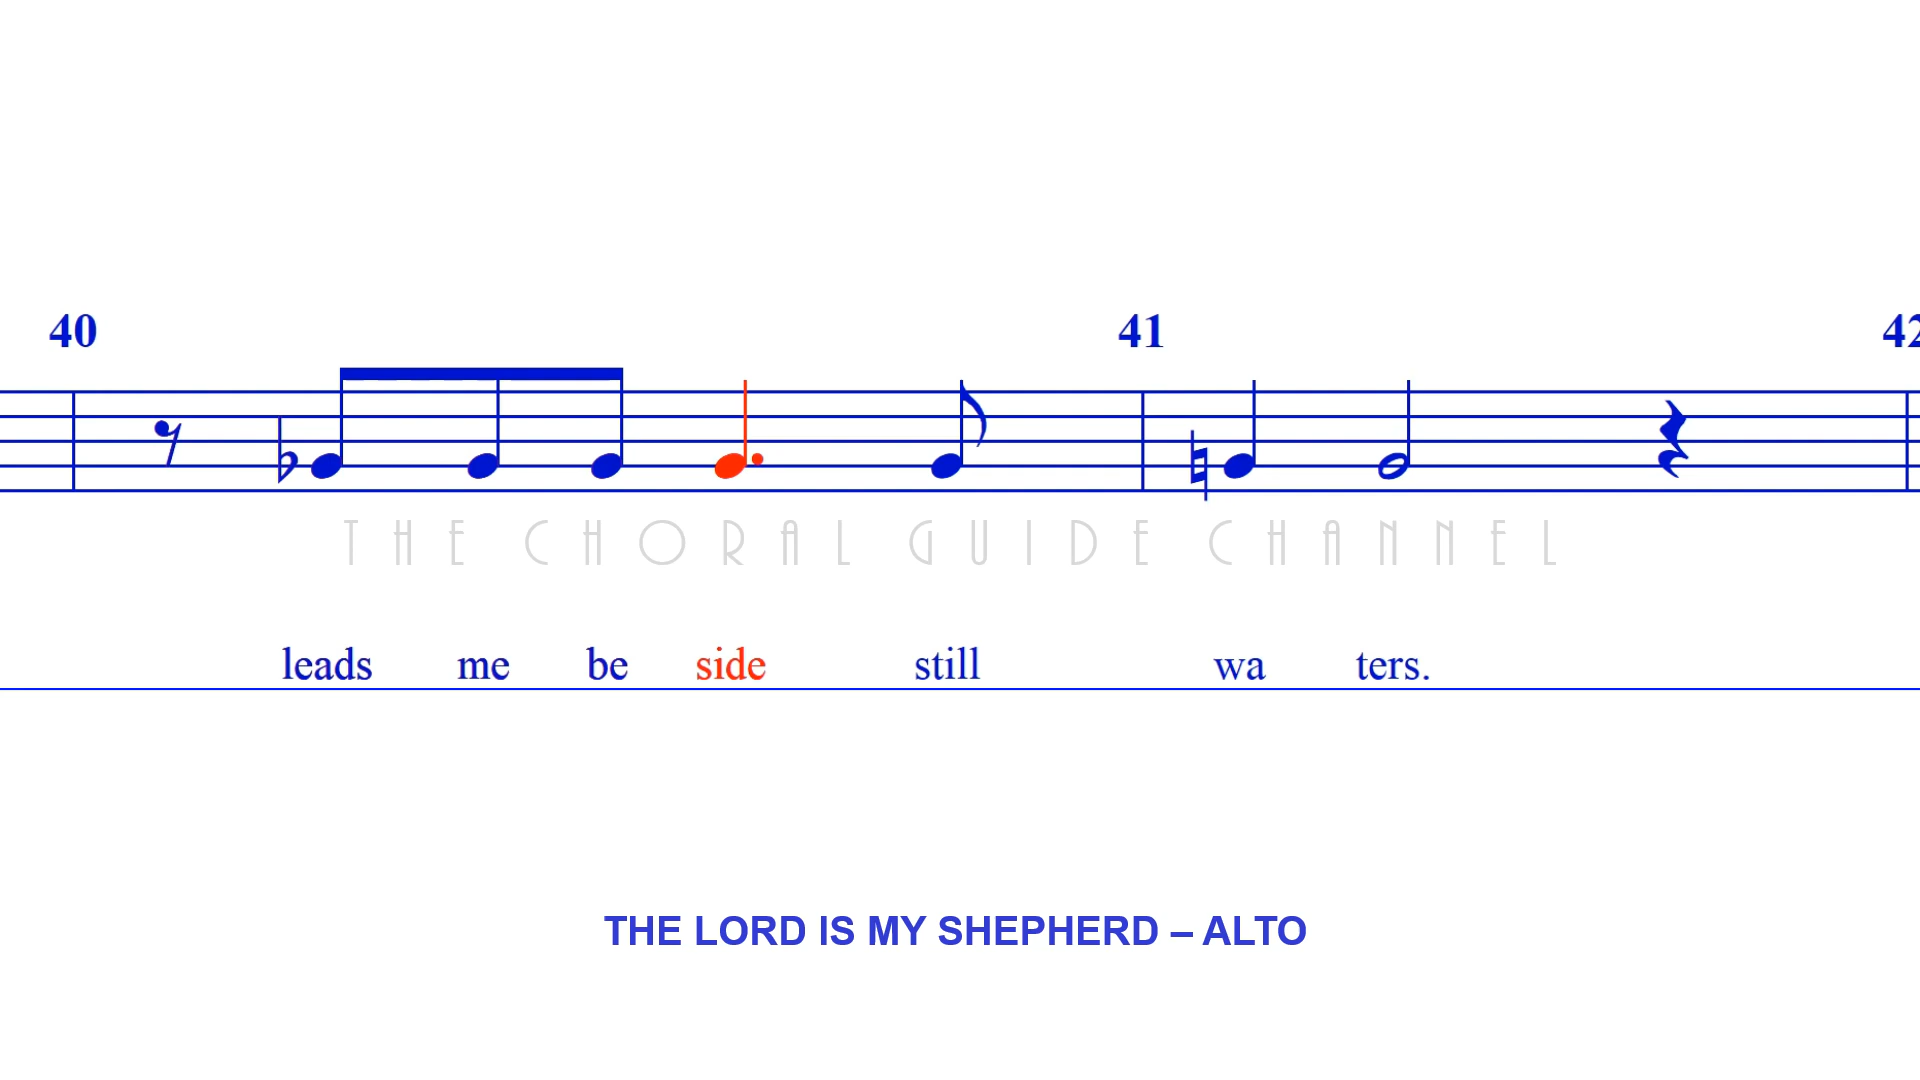 40 41 42
THE CHORAL GUIDE CHANNEL
leads me be side still wa ters.
THE LORD IS MY SHEPHERD – ALTO